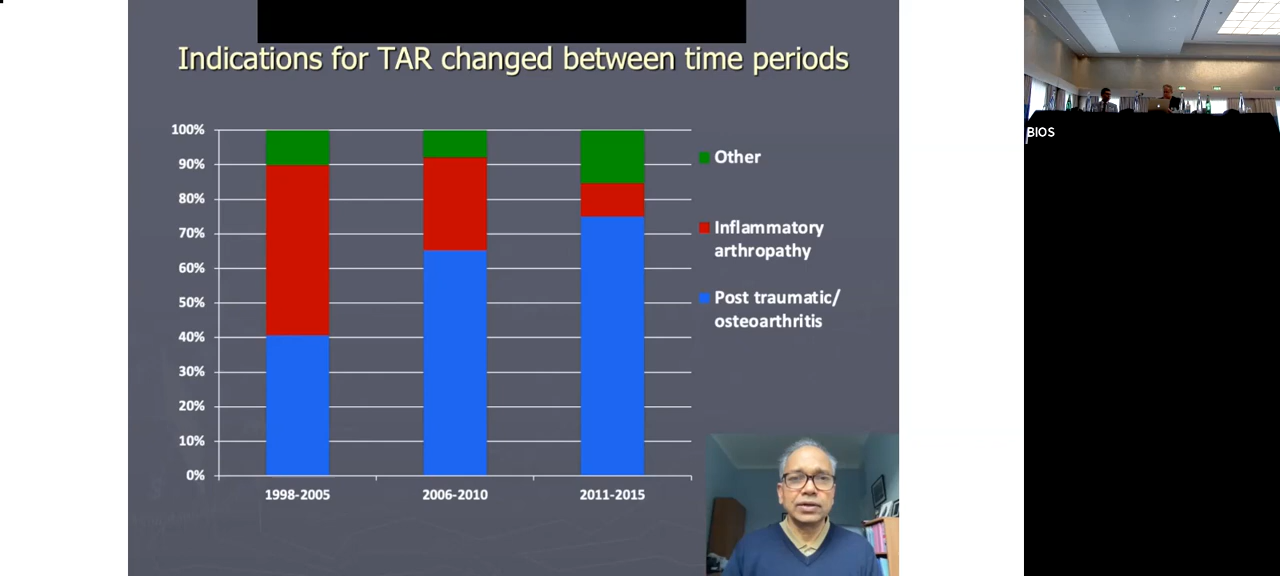 Indications for TAR changed between time periods
100%
90%
80%
70%
60%
50%
40%
30%
20%
10%
0%
1998-2005
2006-2010
2011-2015
Other
Inflammatory
arthropathy
Post traumatic/
osteoarthritis
BIOS